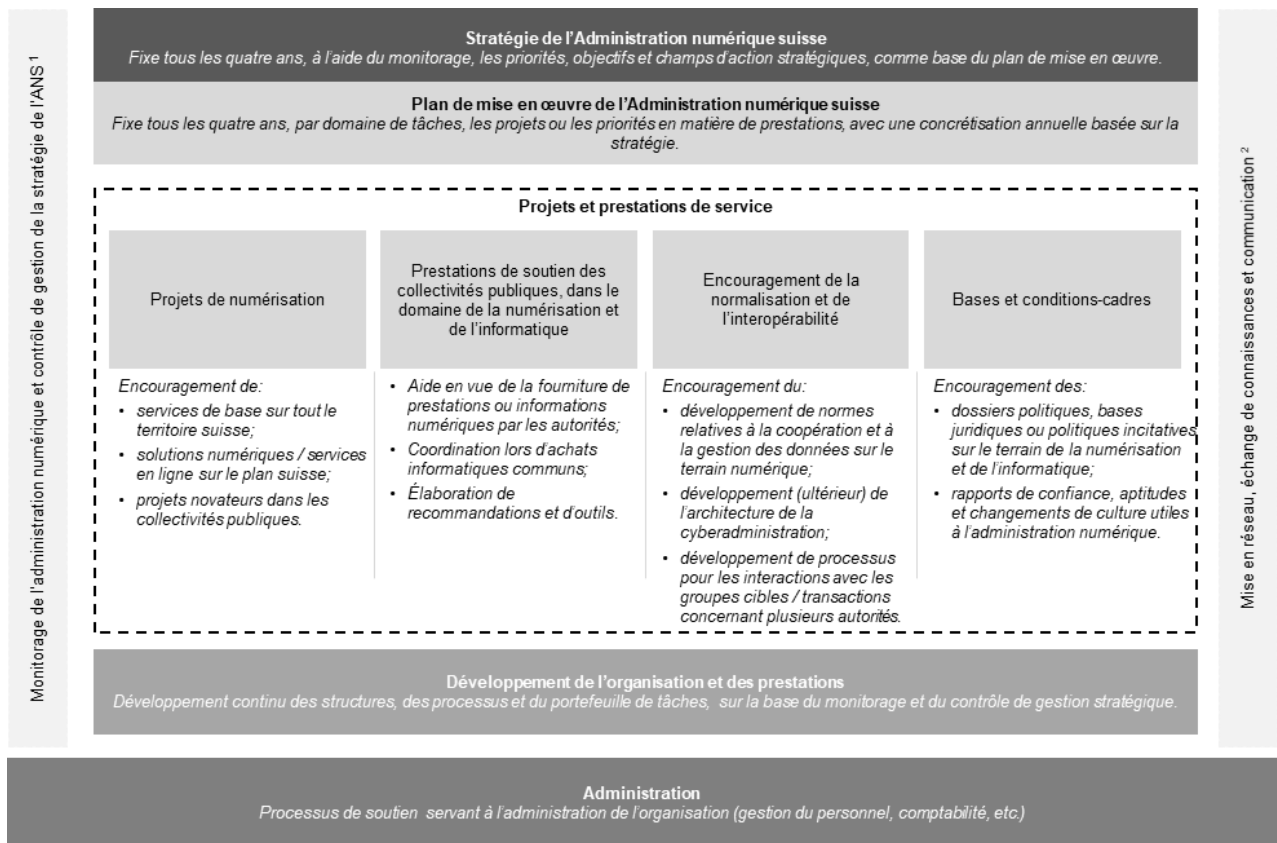 Monitorage de l'administration numérique et contrôle de gestion de la stratégie de l'ANS ¹
Stratégie de l'Administration numérique suisse
Fixe tous les quatre ans, à l'aide du monitorage, les priorités, objectifs et champs d'action stratégiques, comme base du plan de mise en œuvre.
Plan de mise en œuvre de l'Administration numérique suisse
Fixe tous les quatre ans, par domaine de tâches, les projets ou les priorités en matière de prestations, avec une concrétisation annuelle basée sur la
stratégie.
Projets et prestations de service
Projets de numérisation
Encouragement de:
• services de base sur tout le
territoire suisse;
• solutions numériques / services
en ligne sur le plan suisse;
• projets novateurs dans les
collectivités publiques.
Prestations de soutien des
collectivités publiques, dans le
domaine de la numérisation et
de l'informatique
• Aide en vue de la fourniture de
prestations ou informations
numériques par les autorités;
• Coordination lors d'achats
informatiques communs;
• Élaboration de
recommandations et d'outils.
Encouragement de la
normalisation et de
l'interopérabilité
Encouragement du:
• développement de normes
relatives à la coopération et à
la gestion des données sur le
terrain numérique;
• développement (ultérieur) de
l'architecture de la
cyberadministration;
• développement de processus
pour les interactions avec les
groupes cibles / transactions
concernant plusieurs autorités.
Bases et conditions-cadres
Encouragement des:
• dossiers politiques, bases
juridiques ou politiques incitatives
sur le terrain de la numérisation
et de l'informatique;
• rapports de confiance, aptitudes
et changements de culture utiles
à l'administration numérique.
Développement de l'organisation et des prestations
Développement continu des structures, des processus et du portefeuille de tâches, sur la base du monitorage et du contrôle de gestion stratégique.
Mise en réseau, échange de connaissances et communication ²
Administration
Processus de soutien servant à l'administration de l'organisation (gestion du personnel, comptabilité, etc.)